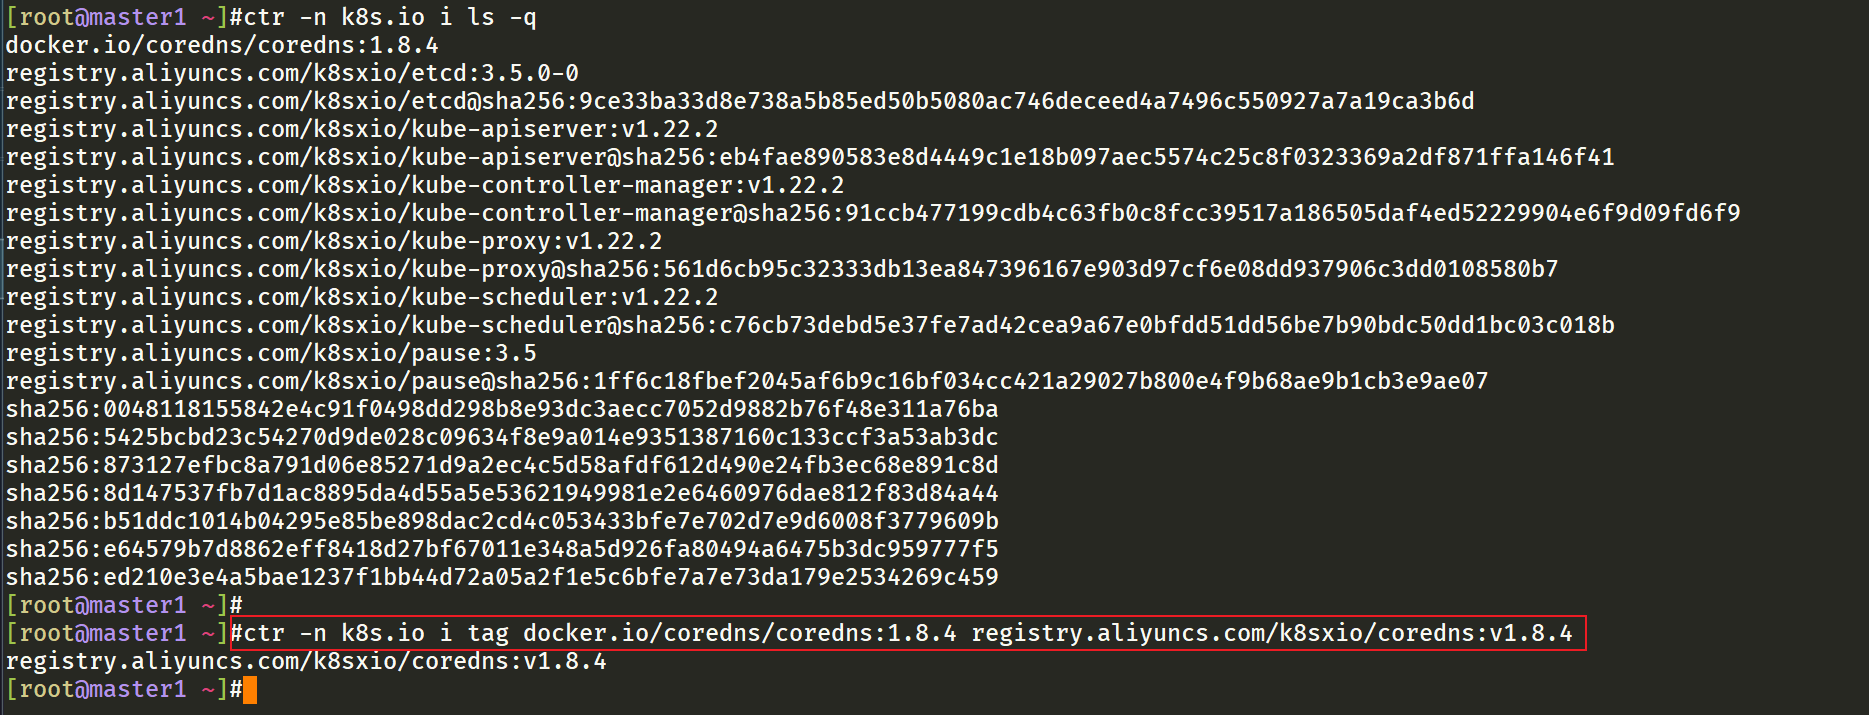 [root@master1 ~]#ctr -n k8s.io i ls -q
docker.io/coredns/coredns:1.8.4
registry.aliyuncs.com/k8sxio/etcd:3.5.0-0
registry.aliyuncs.com/k8sxio/etcd@sha256:9ce33ba33d8e738a5b85ed50b5080ac746deceed4a7496c550927a7a19ca3b6d
registry.aliyuncs.com/k8sxio/kube-apiserver:v1.22.2
registry.aliyuncs.com/k8sxio/kube-apiserver@sha256:eb4fae890583e8d4449c1e18b097aec5574c25c8f0323369a2df871ffa146f41
registry.aliyuncs.com/k8sxio/kube-controller-manager:v1.22.2
registry.aliyuncs.com/k8sxio/kube-controller-manager@sha256:91ccb477199cdb4c63fb0c8fcc39517a186505daf4ed52229904e6f9d09fd6f9
registry.aliyuncs.com/k8sxio/kube-proxy:v1.22.2
registry.aliyuncs.com/k8sxio/kube-proxy@sha256:561d6cb95c32333db13ea847396167e903d97cf6e08dd937906c3dd0108580b7
registry.aliyuncs.com/k8sxio/kube-scheduler:v1.22.2
registry.aliyuncs.com/k8sxio/kube-scheduler@sha256:c76cb73debd5e37fe7ad42cea9a67e0bfdd51dd56be7b90bdc50dd1bc03c018b
registry.aliyuncs.com/k8sxio/pause:3.5
registry.aliyuncs.com/k8sxio/pause@sha256:1ff6c18fbef2045af6b9c16bf034cc421a29027b800e4f9b68ae9b1cb3e9ae07
sha256:0048118155842e4c91f0498dd298b8e93dc3aecc7052d9882b76f48e311a76ba
sha256:5425bcbd23c54270d9de028c09634f8e9a014e9351387160c133ccf3a53ab3dc
sha256:873127efbc8a791d06e85271d9a2ec4c5d58afdf612d490e24fb3ec68e891c8d
sha256:8d147537fb7d1ac8895da4d55a5e53621949981e2e6460976dae812f83d84a44
sha256:b51ddc1014b04295e85be898dac2cd4c053433bfe7e702d7e9d6008f3779609b
sha256:e64579b7d8862eff8418d27bf67011e348a5d926fa80494a6475b3dc959777f5
sha256:ed210e3e4a5bae1237f1bb44d72a05a2f1e5c6bfe7a7e73da179e2534269c459
[root@master1 ~]#
[root@master1 ~]#ctr -n k8s.io i tag docker.io/coredns/coredns:1.8.4 registry.aliyuncs.com/k8sxio/coredns:v1.8.4
registry.aliyuncs.com/k8sxio/coredns:v1.8.4
[root@master1 ~]#